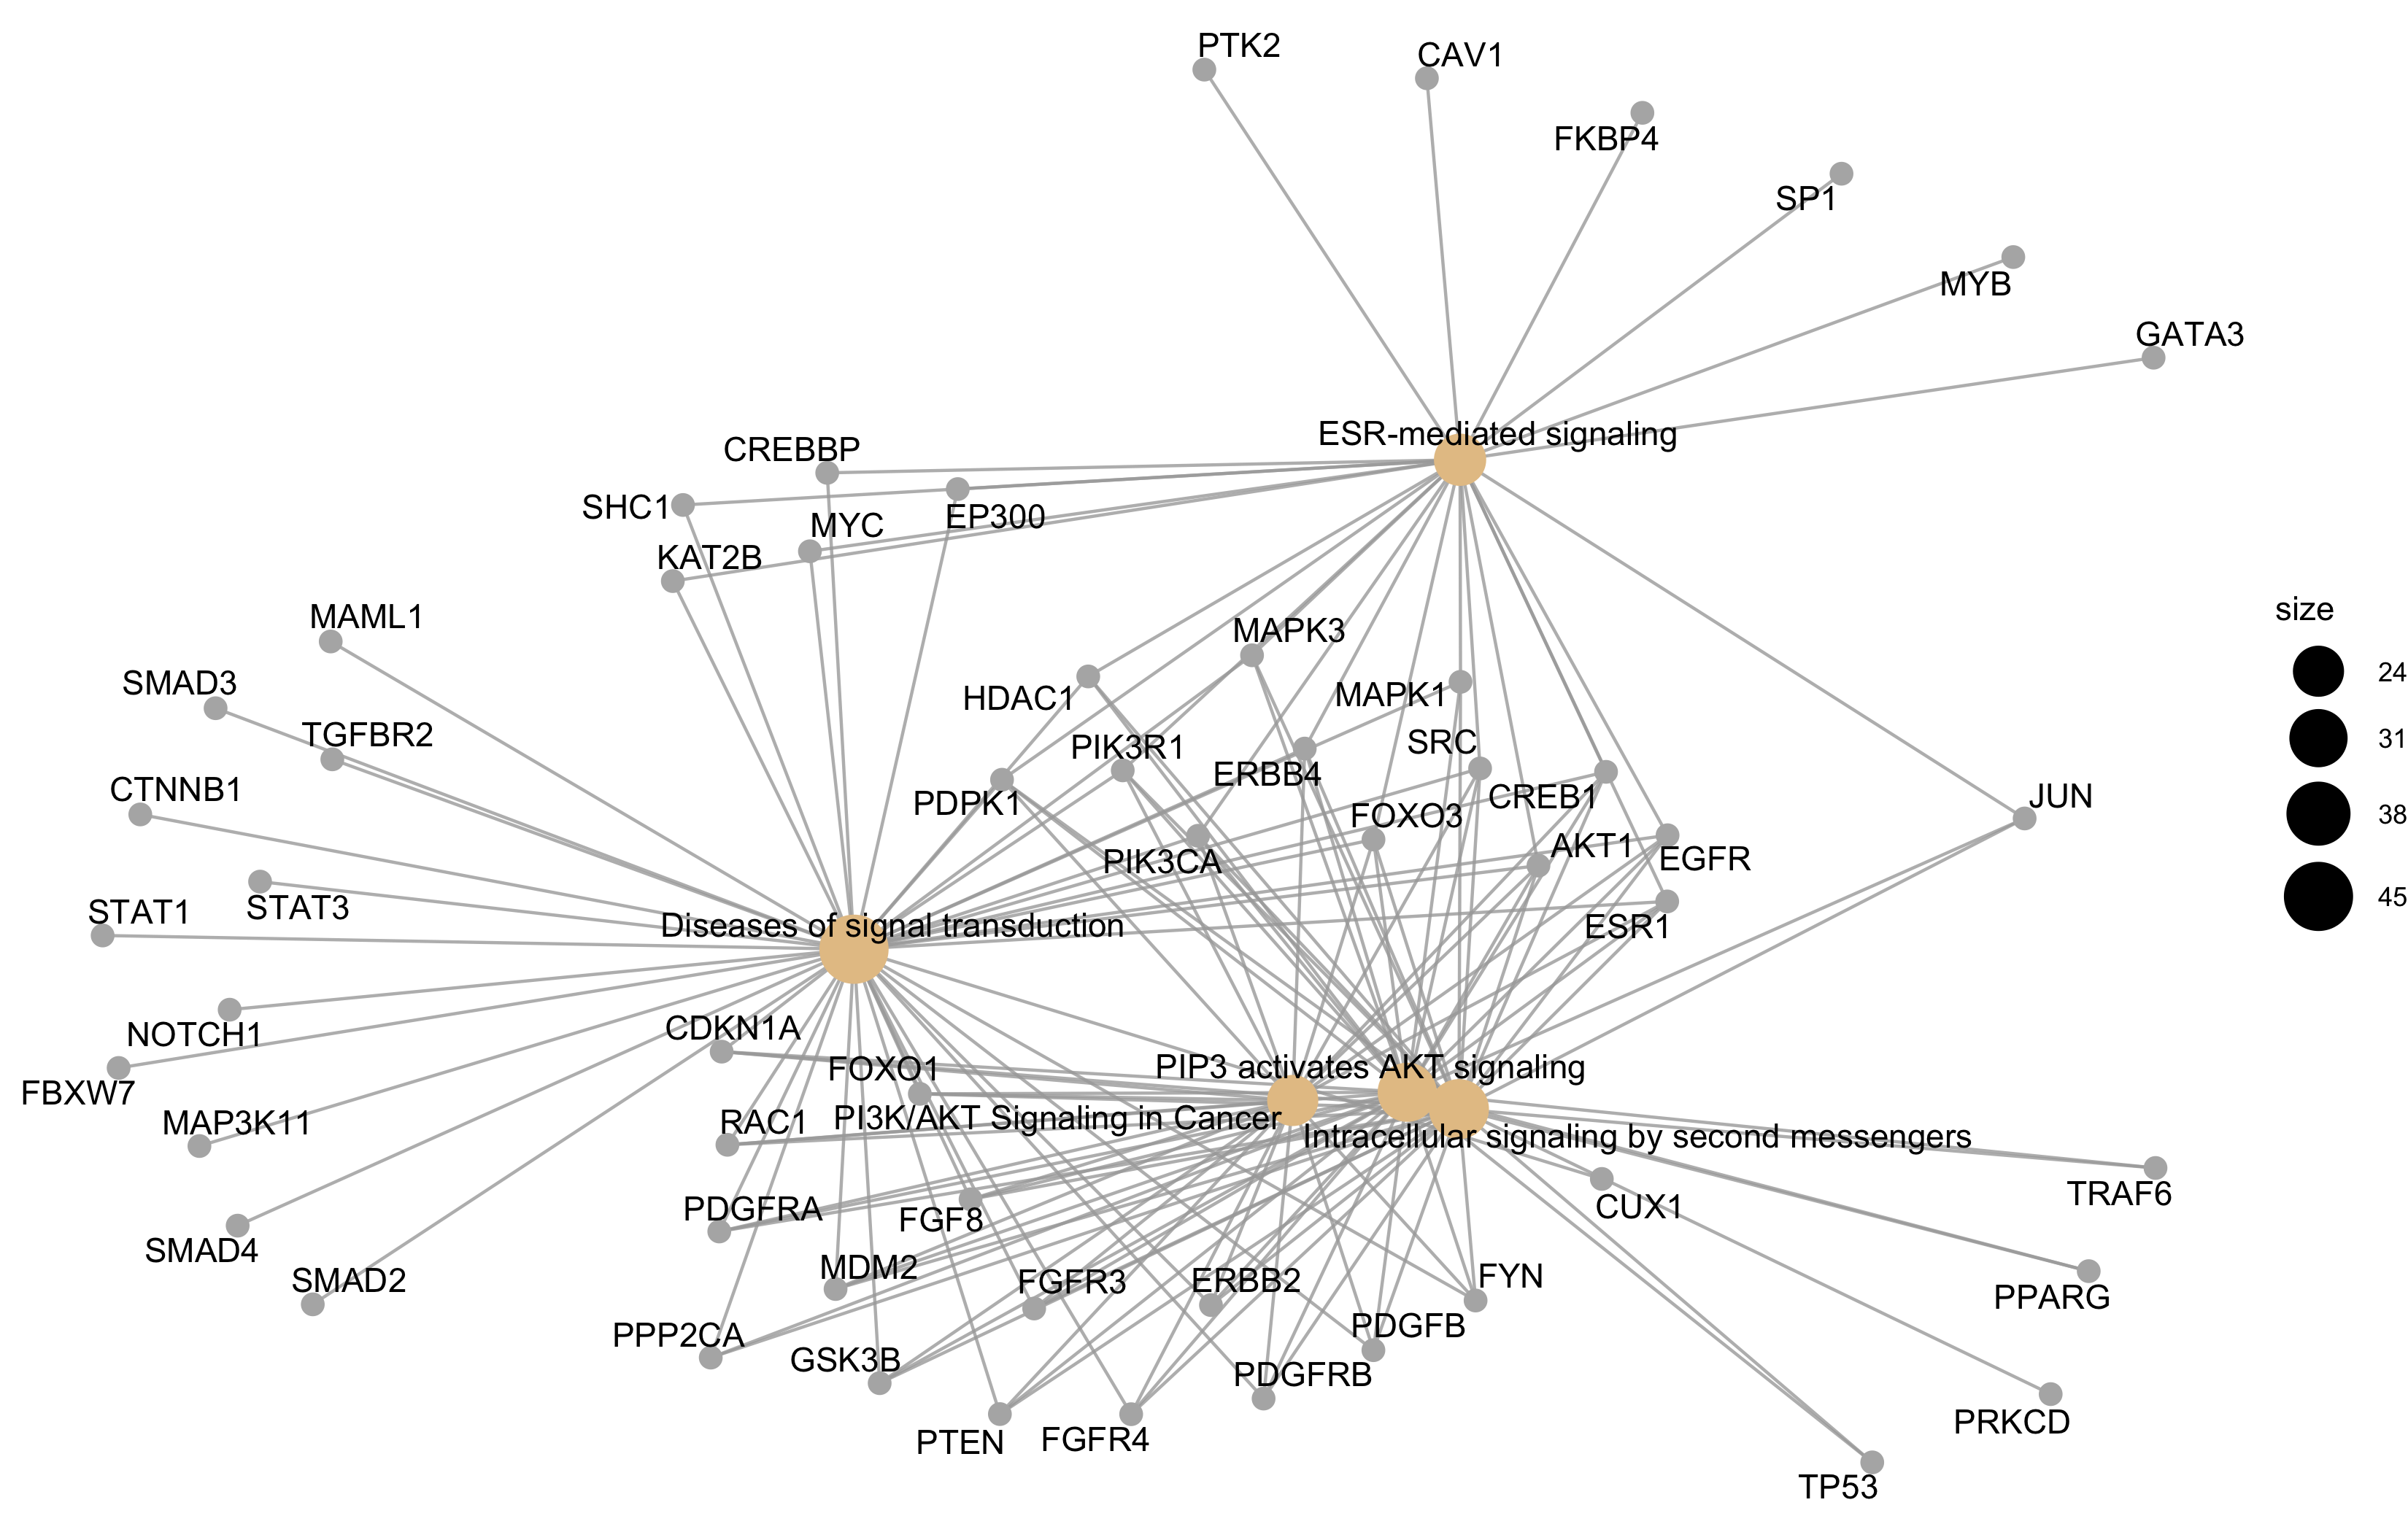 PTK2
CAV1
FKBP4
SP1
MYB
GATA3
ESR-mediated signaling
CREBBP
SHC1
EP300
MYC
KAT2B
MAML1
size
MAPK3
24
SMAD3
HDAC1
MAPK1
TGFBR2
31
PIK3R1
SRC
ERBB4
CTNNB1
PDPK1
CREB1
JUN
FOXO3
38
AKT1
PIK3CA
EGFR
STAT3
STAT1
45
Diseases of signal transduction
ESR1
NOTCH1
CDKN1A
FOXO1
PIP3 activates AKT signaling
FBXW7
MAP3K11
RAC1
PI3K/AKT Signaling in Cancer
Intracellular signaling by second messengers
TRAF6
PDGFRA
FGF8
CUX1
SMAD4
MDM2
SMAD2
FGFR3
ERBB2
FYN
PPARG
PDGFB
PPP2CA
GSK3B
PDGFRB
PRKCD
PTEN
FGFR4
TP53